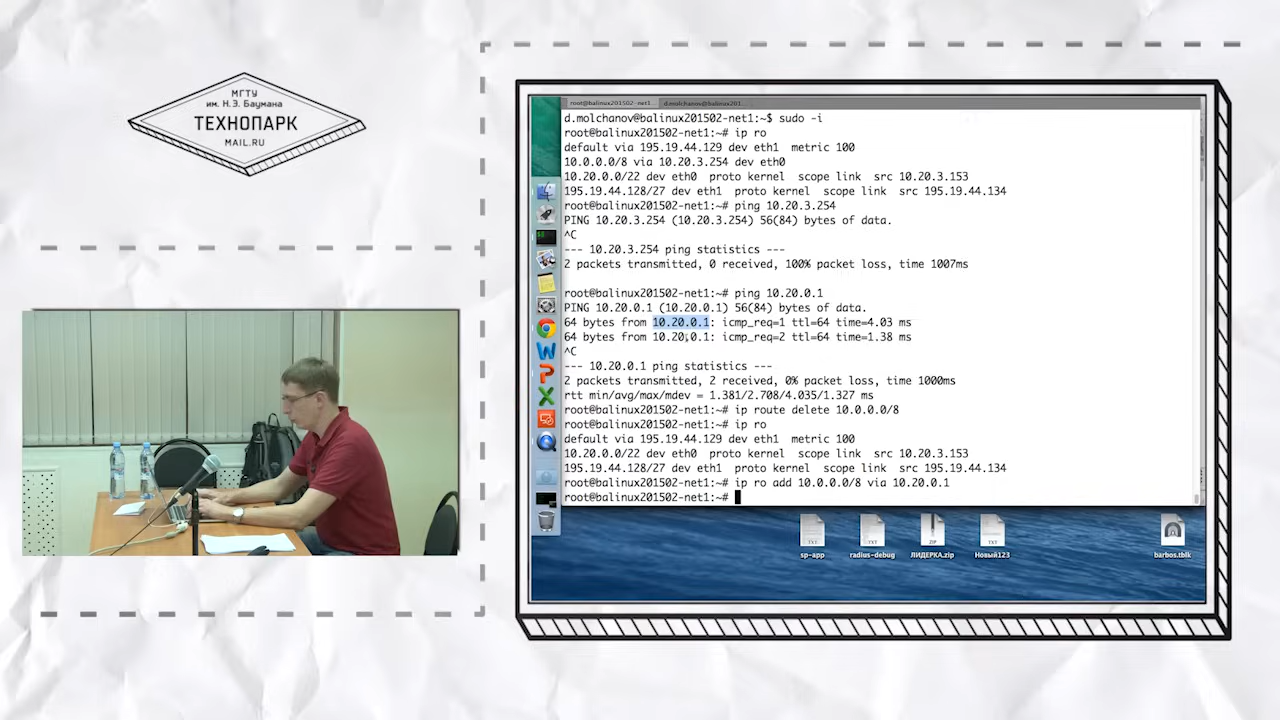 МГТУ
им. Н.Э. Баумана
ТЕХНОПАРК
MAIL.RU
root@balinux201502-net1... d.molchanov@balinux201...
d.molchanov@balinux201502-net1:~$ sudo -i
root@balinux201502-net1:~# ip ro
default via 195.19.44.129 dev eth1  metric 100
10.0.0.0/8 via 10.20.3.254 dev eth0
10.20.0.0/22 dev eth0  proto kernel  scope link  src 10.20.3.153
195.19.44.128/27 dev eth1  proto kernel  scope link  src 195.19.44.134
root@balinux201502-net1:~# ping 10.20.3.254
PING 10.20.3.254 (10.20.3.254) 56(84) bytes of data.
^C
--- 10.20.3.254 ping statistics ---
2 packets transmitted, 0 received, 100% packet loss, time 1007ms
root@balinux201502-net1:~# ping 10.20.0.1
PING 10.20.0.1 (10.20.0.1) 56(84) bytes of data.
64 bytes from 10.20.0.1: icmp_req=1 ttl=64 time=4.03 ms
64 bytes from 10.20.0.1: icmp_req=2 ttl=64 time=1.38 ms
^C
--- 10.20.0.1 ping statistics ---
2 packets transmitted, 2 received, 0% packet loss, time 1000ms
rtt min/avg/max/mdev = 1.381/2.708/4.035/1.327 ms
root@balinux201502-net1:~# ip route delete 10.0.0.0/8
root@balinux201502-net1:~# ip ro
default via 195.19.44.129 dev eth1  metric 100
10.20.0.0/22 dev eth0  proto kernel  scope link  src 10.20.3.153
195.19.44.128/27 dev eth1  proto kernel  scope link  src 195.19.44.134
root@balinux201502-net1:~# ip ro add 10.0.0.0/8 via 10.20.0.1
root@balinux201502-net1:~#
TXT TXT ZIP TXT
sp-app radius-debug ЛИДЕРКА.zip Новый123 barbos.tblk